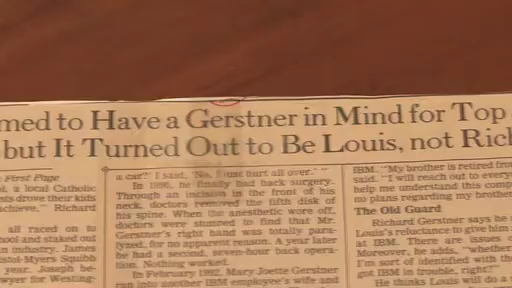 med to Have a Gerstner in Mind for Top
but It Turned Out to Be Louis, not Rich
First Page
a local Catholic
sts drove their kids
achieve," Richard
all raced on to
hool and staked out
industry. James
istol-Myers Squibb
year. Joseph be-
wyer for Westing-
a car?' I said, 'No, I just hurt all over.' "
In 1990, he finally had back surgery.
Through an incision in the front of his
neck, doctors removed the fifth disk of
his spine. When the anesthetic wore off,
doctors were stunned to find that Mr.
Gerstner's right hand was totally para-
lyzed, for no apparent reason. A year later
he had a second, seven-hour back opera-
tion. Nothing worked.
In February 1992, Mary Joette Gerstner
ran into another IBM employee's wife and
IBM. "My brother is retired from
said. "I will reach out to every
help me understand this comp
no plans regarding my brother
The Old Guard
Richard Gerstner says he
Louis's reluctance to give him
at IBM. There are issues
Moreover, he adds, "whether
I'm sort of identified with th
got IBM in trouble, right?"
He thinks Louis will do a